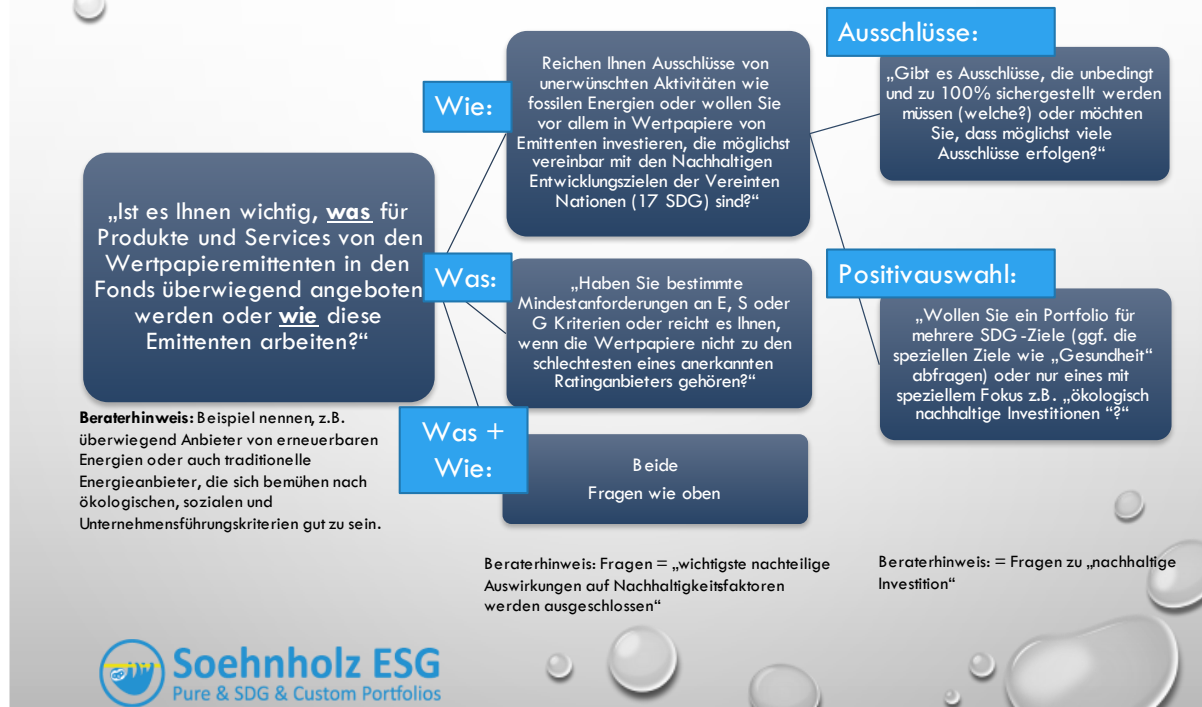 „Ist es Ihnen wichtig, was für
Produkte und Services von den
Wertpapieremittenten in den
Fonds überwiegend angeboten
werden oder wie diese
Emittenten arbeiten?“
Beraterhinweis: Beispiel nennen, z.B.
überwiegend Anbieter von erneuerbaren
Energien oder auch traditionelle
Energieanbieter, die sich bemühen nach
ökologischen, sozialen und
Unternehmensführungskriterien gut zu sein.
Wie:
Reichen Ihnen Ausschlüsse von
unerwünschten Aktivitäten wie
fossilen Energien oder wollen Sie
vor allem in Wertpapiere von
Emittenten investieren, die möglichst
vereinbar mit den Nachhaltigen
Entwicklungszielen der Vereinten
Nationen (17 SDG) sind?“
Was:
„Haben Sie bestimmte
Mindestanforderungen an E, S oder
G Kriterien oder reicht es Ihnen,
wenn die Wertpapiere nicht zu den
schlechtesten eines anerkannten
Ratinganbieters gehören?“
Was +
Wie:
Beide
Fragen wie oben
Beraterhinweis: Fragen = „wichtigste nachteilige
Auswirkungen auf Nachhaltigkeitsfaktoren
werden ausgeschlossen“
Ausschlüsse:
„Gibt es Ausschlüsse, die unbedingt
und zu 100% sichergestellt werden
müssen (welche?) oder möchten
Sie, dass möglichst viele
Ausschlüsse erfolgen?“
Positivauswahl:
„Wollen Sie ein Portfolio für
mehrere SDG-Ziele (ggf. die
speziellen Ziele wie „Gesundheit“
abfragen) oder nur eines mit
speziellem Fokus z.B. „ökologisch
nachhaltige Investitionen “?“
Beraterhinweis: = Fragen zu „nachhaltige
Investition“
Soehnholz ESG
Pure & SDG & Custom Portfolios